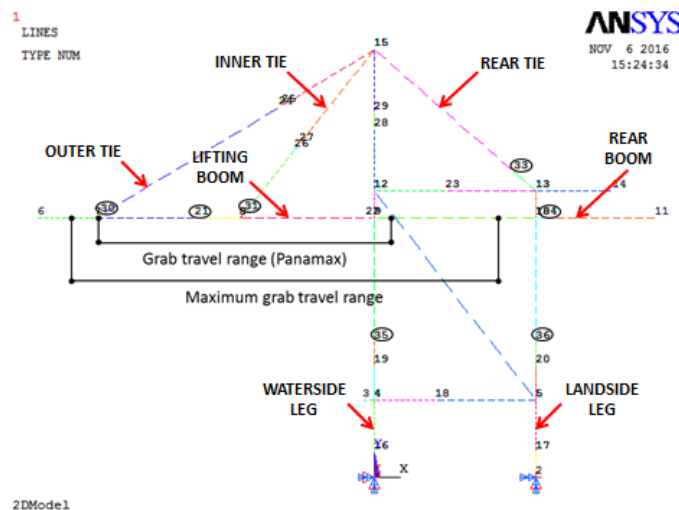 1
LINES
TYPE NUM
ANSYS
NOV 6 2016
15:24:34
15
INNER TIE
REAR TIE
25
29
28
27
26
OUTER TIE
LIFTING BOOM
33
REAR BOOM
12
23
13
14
30
21
31
6
11
Grab travel range (Panamax)
Maximum grab travel range
35
36
19
20
WATERSIDE LEG
3
4
18
5
LANDSIDE LEG
16
17
Y
X
2
2DModel